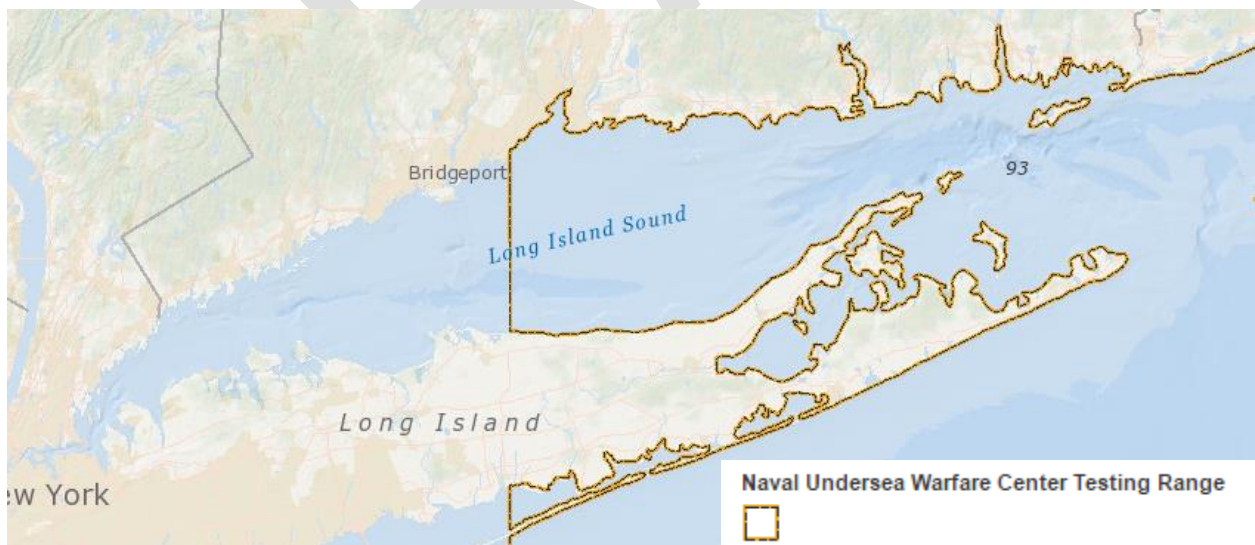 Bridgeport
Long Island Sound
93
Long Island
ew York
Naval Undersea Warfare Center Testing Range